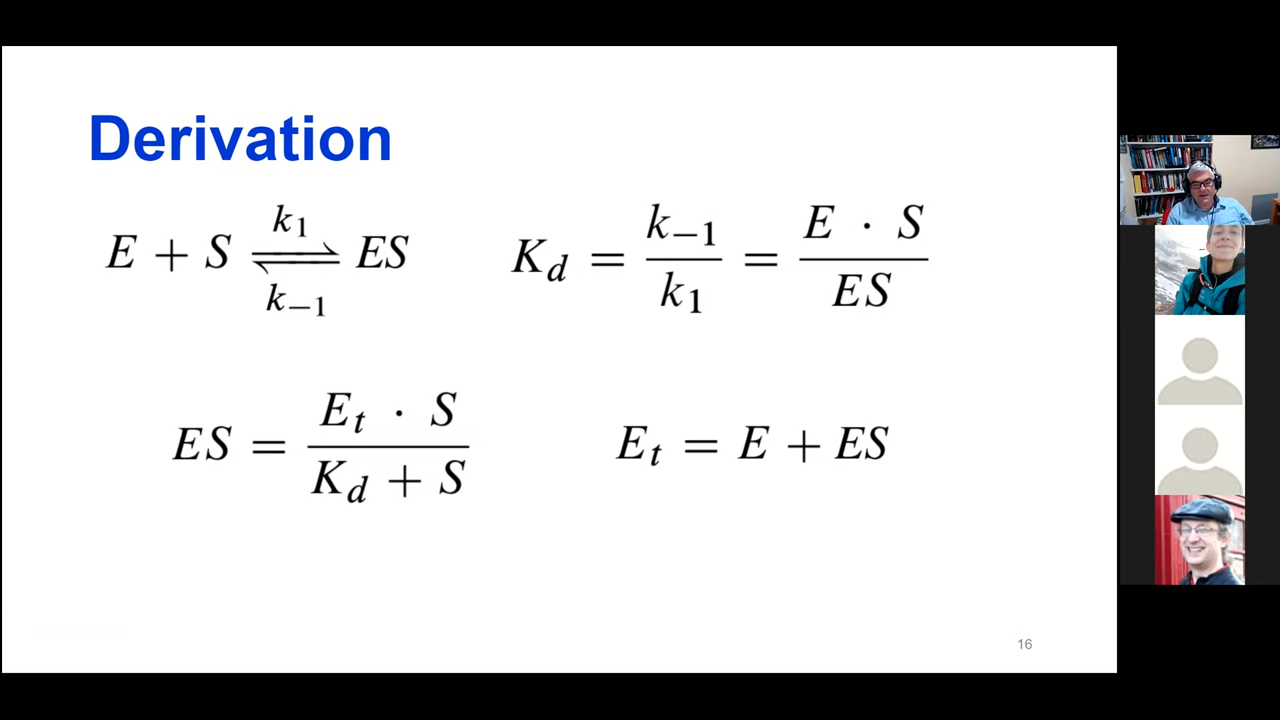 Derivation
E + S ⇌ ES
k₁
k₋₁
K_d = k₋₁ / k₁ = E · S / ES
ES = E_t · S / K_d + S
E_t = E + ES
16